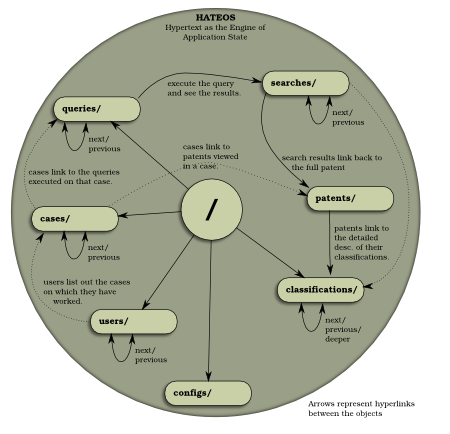 HATEOS
Hypertext as the Engine of
Application State
searches/
execute the query
and see the results.
queries/
next/
previous
next/
previous
cases link to
patents viewed
in a case.
search results link back to
the full patent
cases link to the queries
executed on that case.
patents/
/
cases/
patents link to
the detailed
desc. of their
classifications.
next/
previous
users list out the cases
on which they have
worked.
classifications/
users/
next/
previous/
deeper
next/
previous
configs/
Arrows represent hyperlinks
between the objects